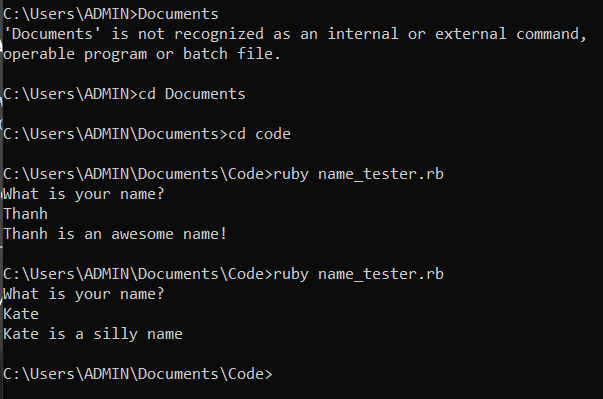 C:\Users\ADMIN>Documents
'Documents' is not recognized as an internal or external command,
operable program or batch file.
C:\Users\ADMIN>cd Documents
C:\Users\ADMIN\Documents>cd code
C:\Users\ADMIN\Documents\Code>ruby name_tester.rb
What is your name?
Thanh
Thanh is an awesome name!
C:\Users\ADMIN\Documents\Code>ruby name_tester.rb
What is your name?
Kate
Kate is a silly name
C:\Users\ADMIN\Documents\Code>